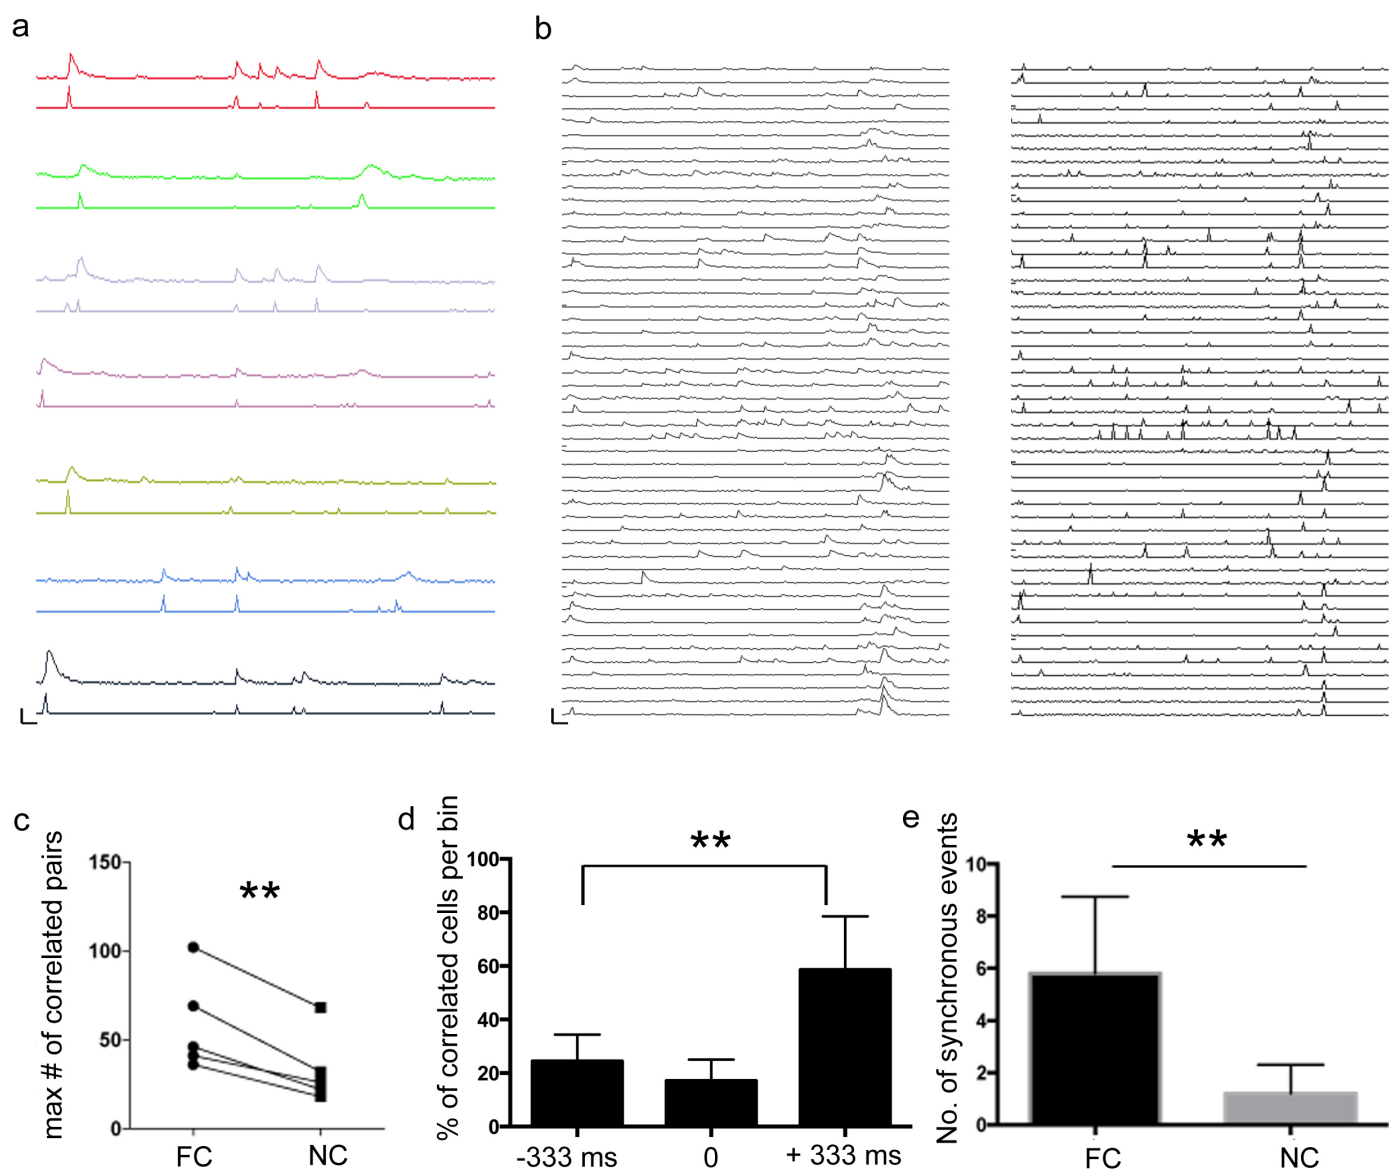 a
b
c
max # of correlated pairs
150
100
50
0
**
FC
NC
d
% of correlated cells per bin
100
80
60
40
20
0
**
-333 ms
0
+ 333 ms
e
No. of synchronous events
10
8
6
4
2
0
**
FC
NC